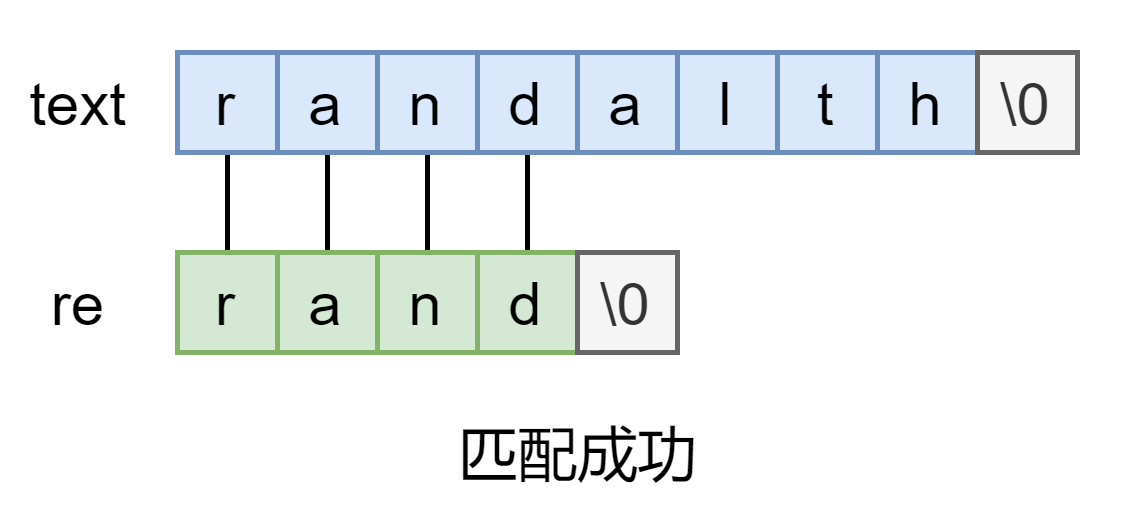 text r a n d a l t h \0
re r a n d \0
匹配成功